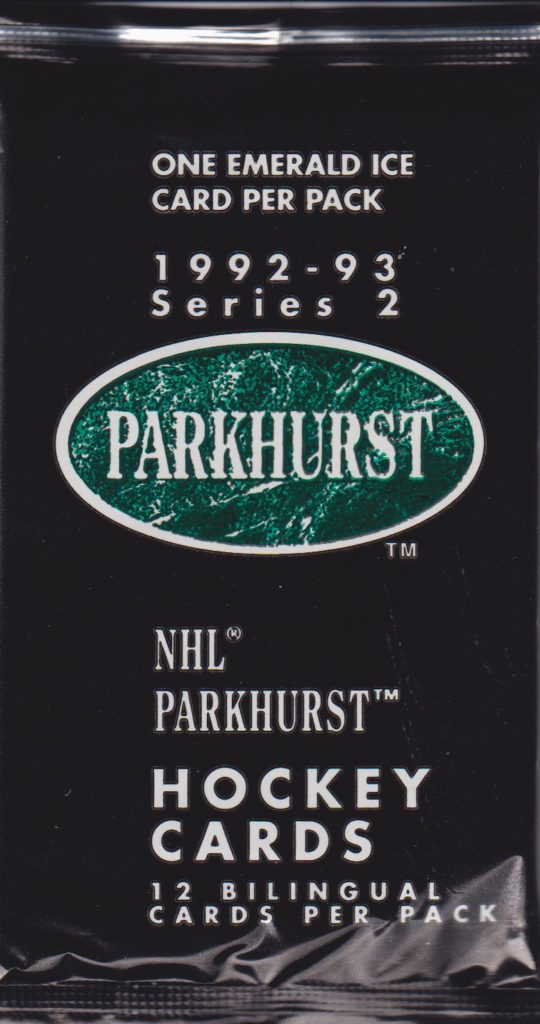 ONE EMERALD ICE
CARD PER PACK
1992-93
Series 2
PARKHURST
TM
NHL®
PARKHURST™
HOCKEY
CARDS
12 BILINGUAL
CARDS PER PACK